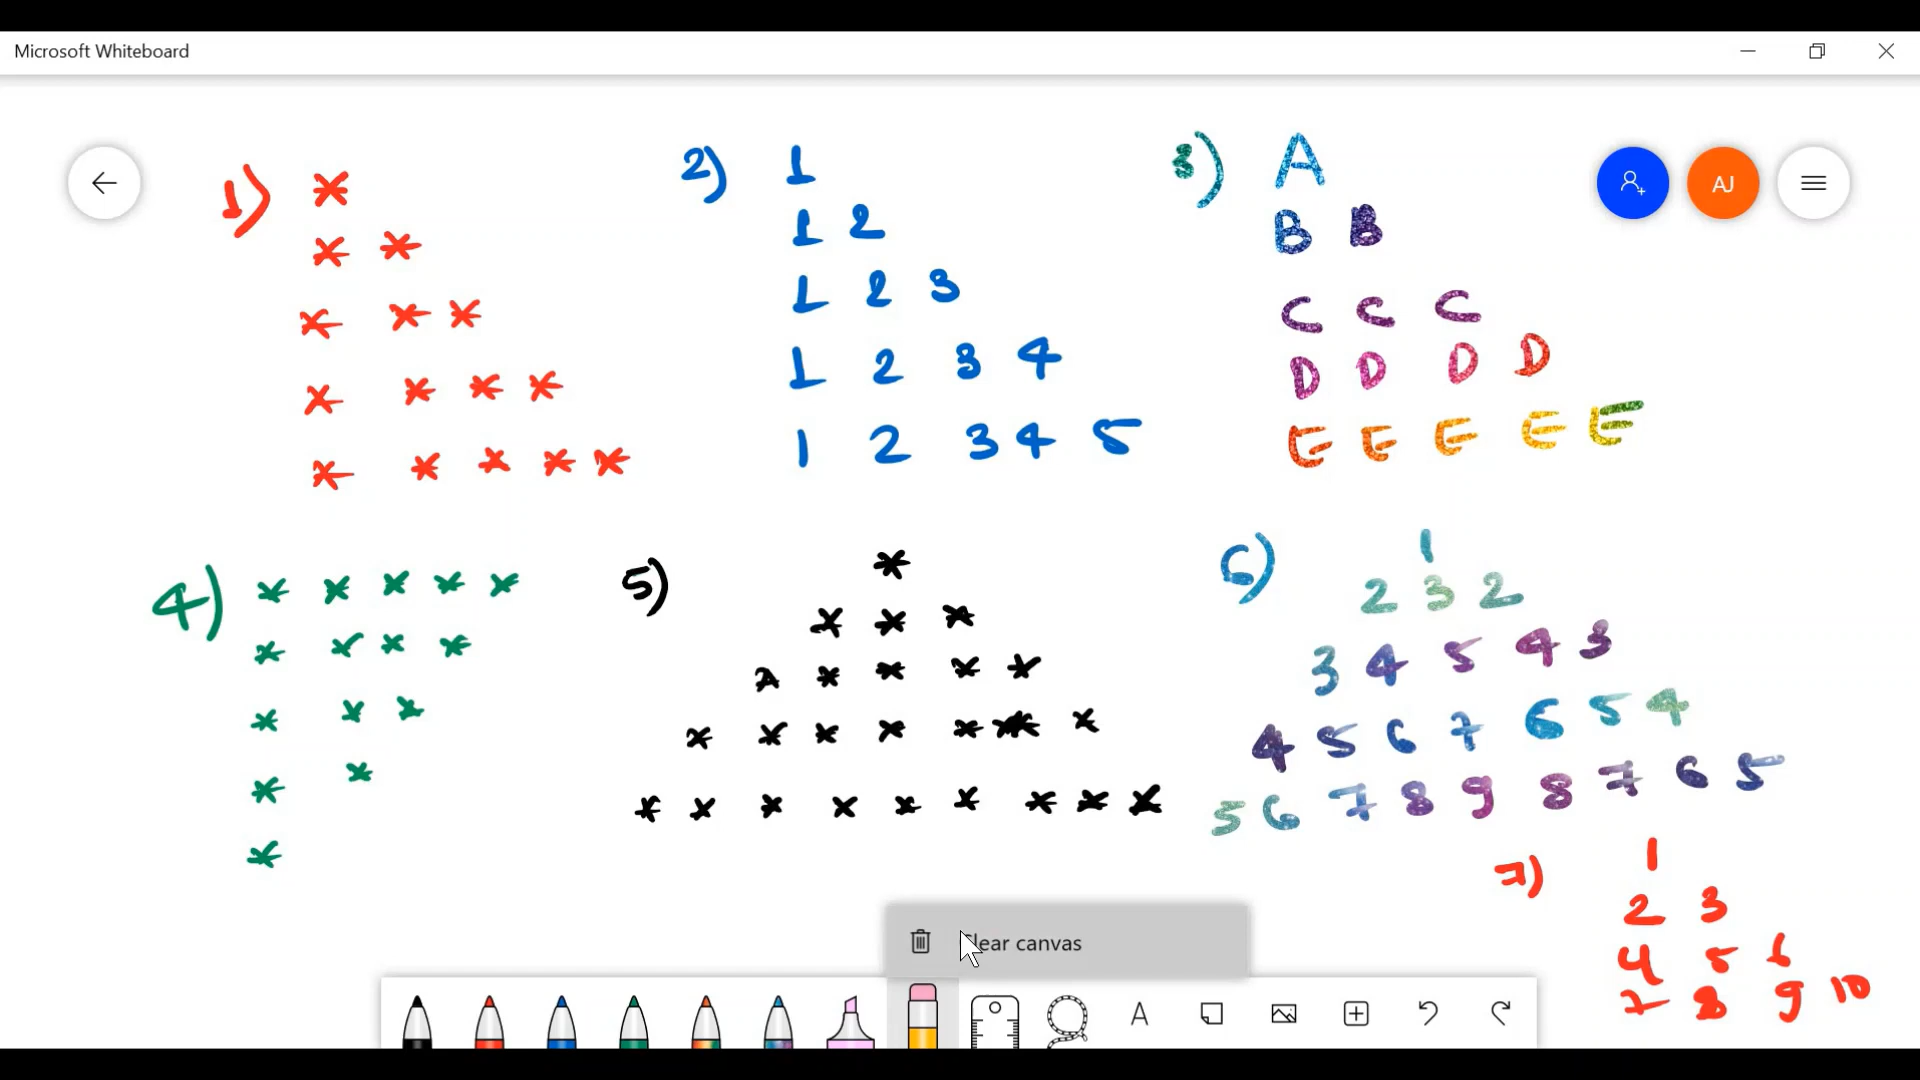 Microsoft Whiteboard
1) *
* *
* * *
* * * *
* * * * *
2) 1
1 2
1 2 3
1 2 3 4
1 2 3 4 5
3) A
B B
C C C
D D D D
E E E E E
AJ
4) * * * * *
* * * *
* * *
* *
*
5) *
* * *
* * * * *
* * * * * * *
* * * * * * * * *
6) 1
2 3 2
3 4 5 4 3
4 5 6 7 6 5 4
5 6 7 8 9 8 7 6 5
7) 1
2 3
4 5 6
7 8 9 10
Clear canvas
A